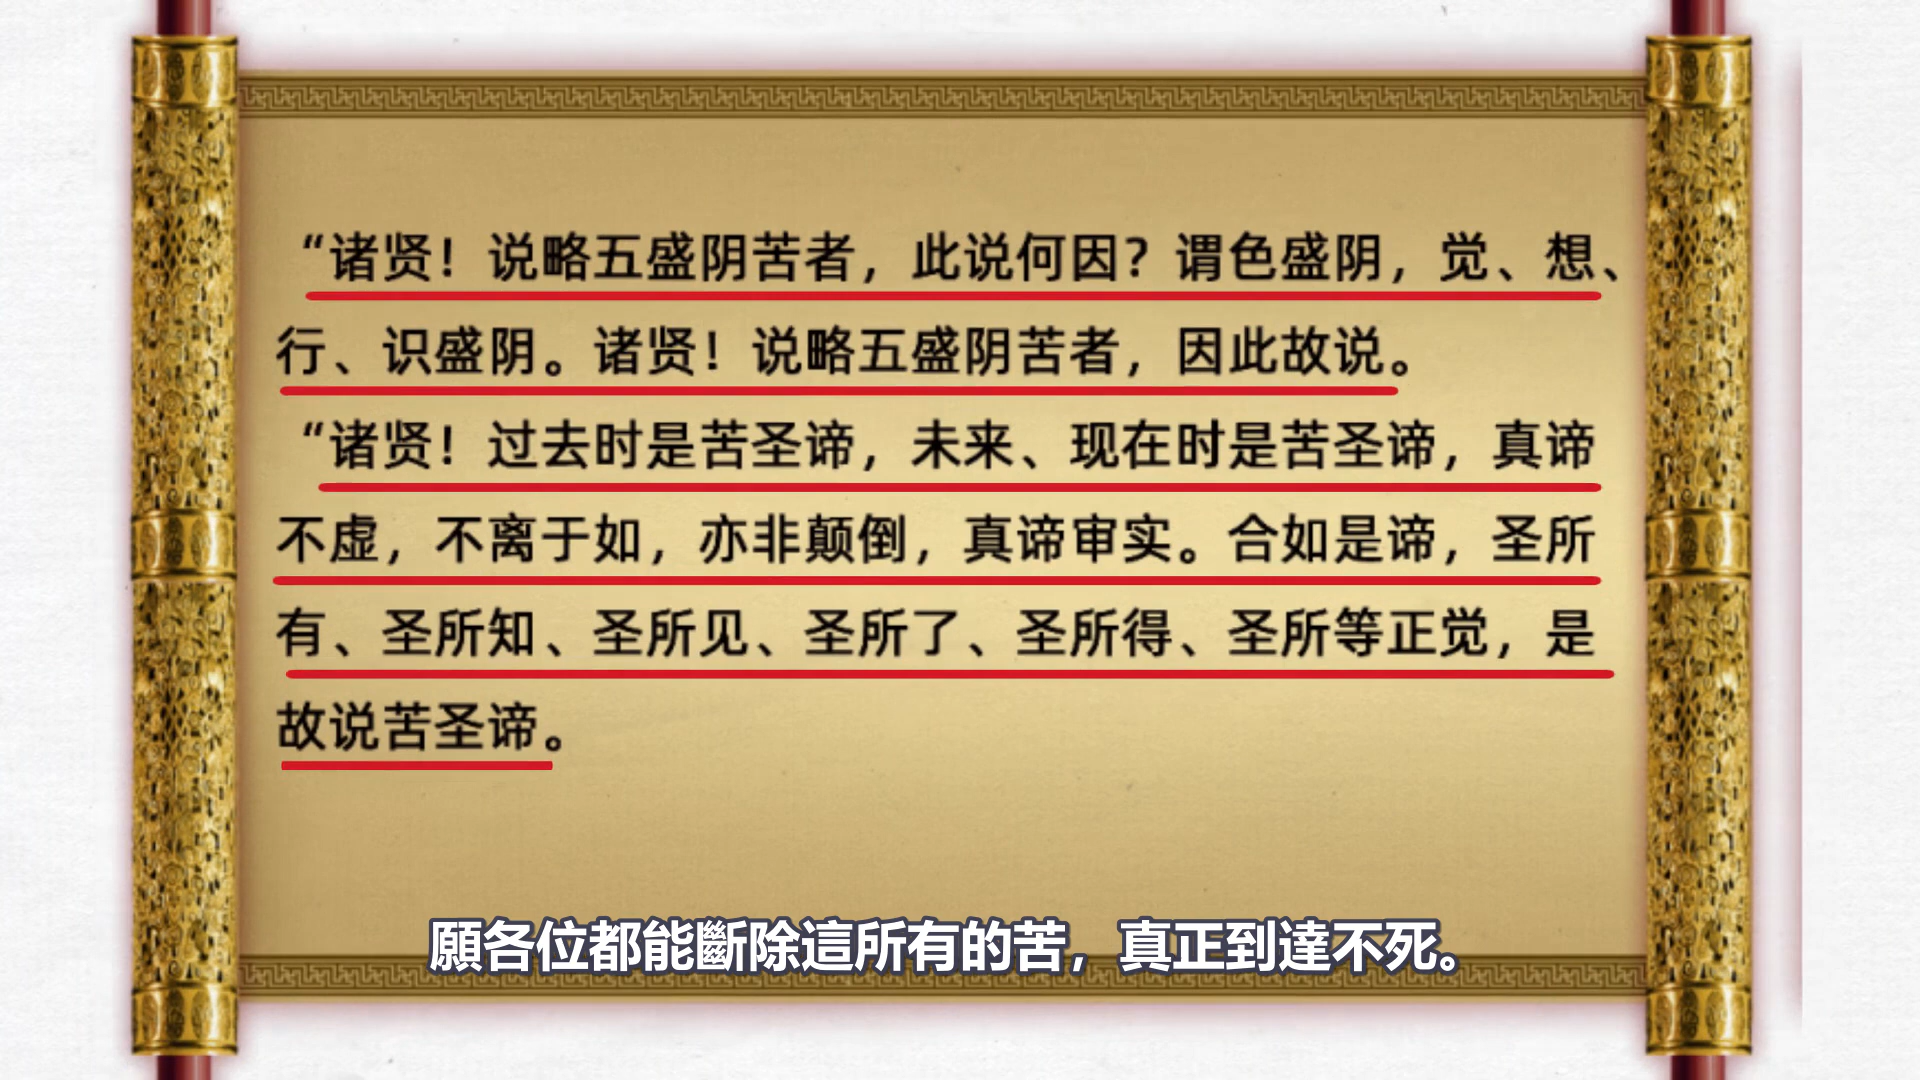 “诸贤！说略五盛阴苦者，此说何因？谓色盛阴，觉、想、
行、识盛阴。诸贤！说略五盛阴苦者，因此故说。
“诸贤！过去时是苦圣谛，未来、现在时是苦圣谛，真谛
不虚，不离于如，亦非颠倒，真谛审实。合如是谛，圣所
有、圣所知、圣所见、圣所了、圣所得、圣所等正觉，是
故说苦圣谛。
願各位都能斷除這所有的苦，真正到達不死。